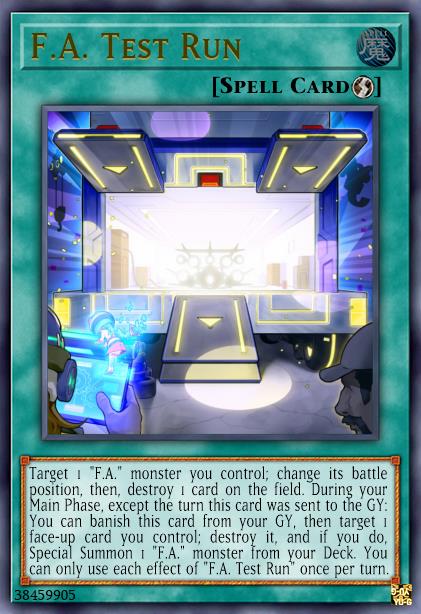 F.A. TEST RUN
魔
[SPELL CARD]
Target 1 "F.A." monster you control; change its battle
position, then, destroy 1 card on the field. During your
Main Phase, except the turn this card was sent to the GY:
You can banish this card from your GY, then target 1
face-up card you control; destroy it, and if you do,
Special Summon 1 "F.A." monster from your Deck. You
can only use each effect of "F.A. Test Run" once per turn.
38459905